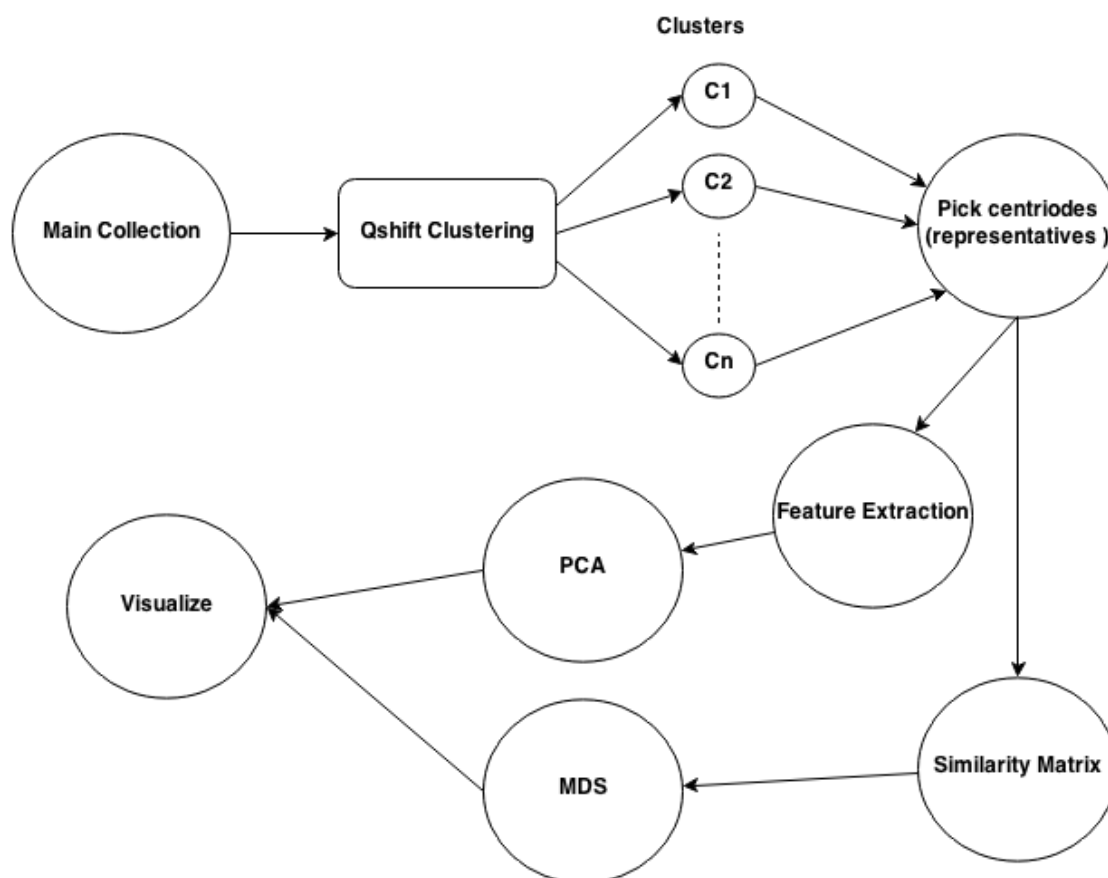 Clusters
C1
C2
Cn
Main Collection
Qshift Clustering
Pick centriodes
(representatives )
Feature Extraction
PCA
Visualize
Similarity Matrix
MDS